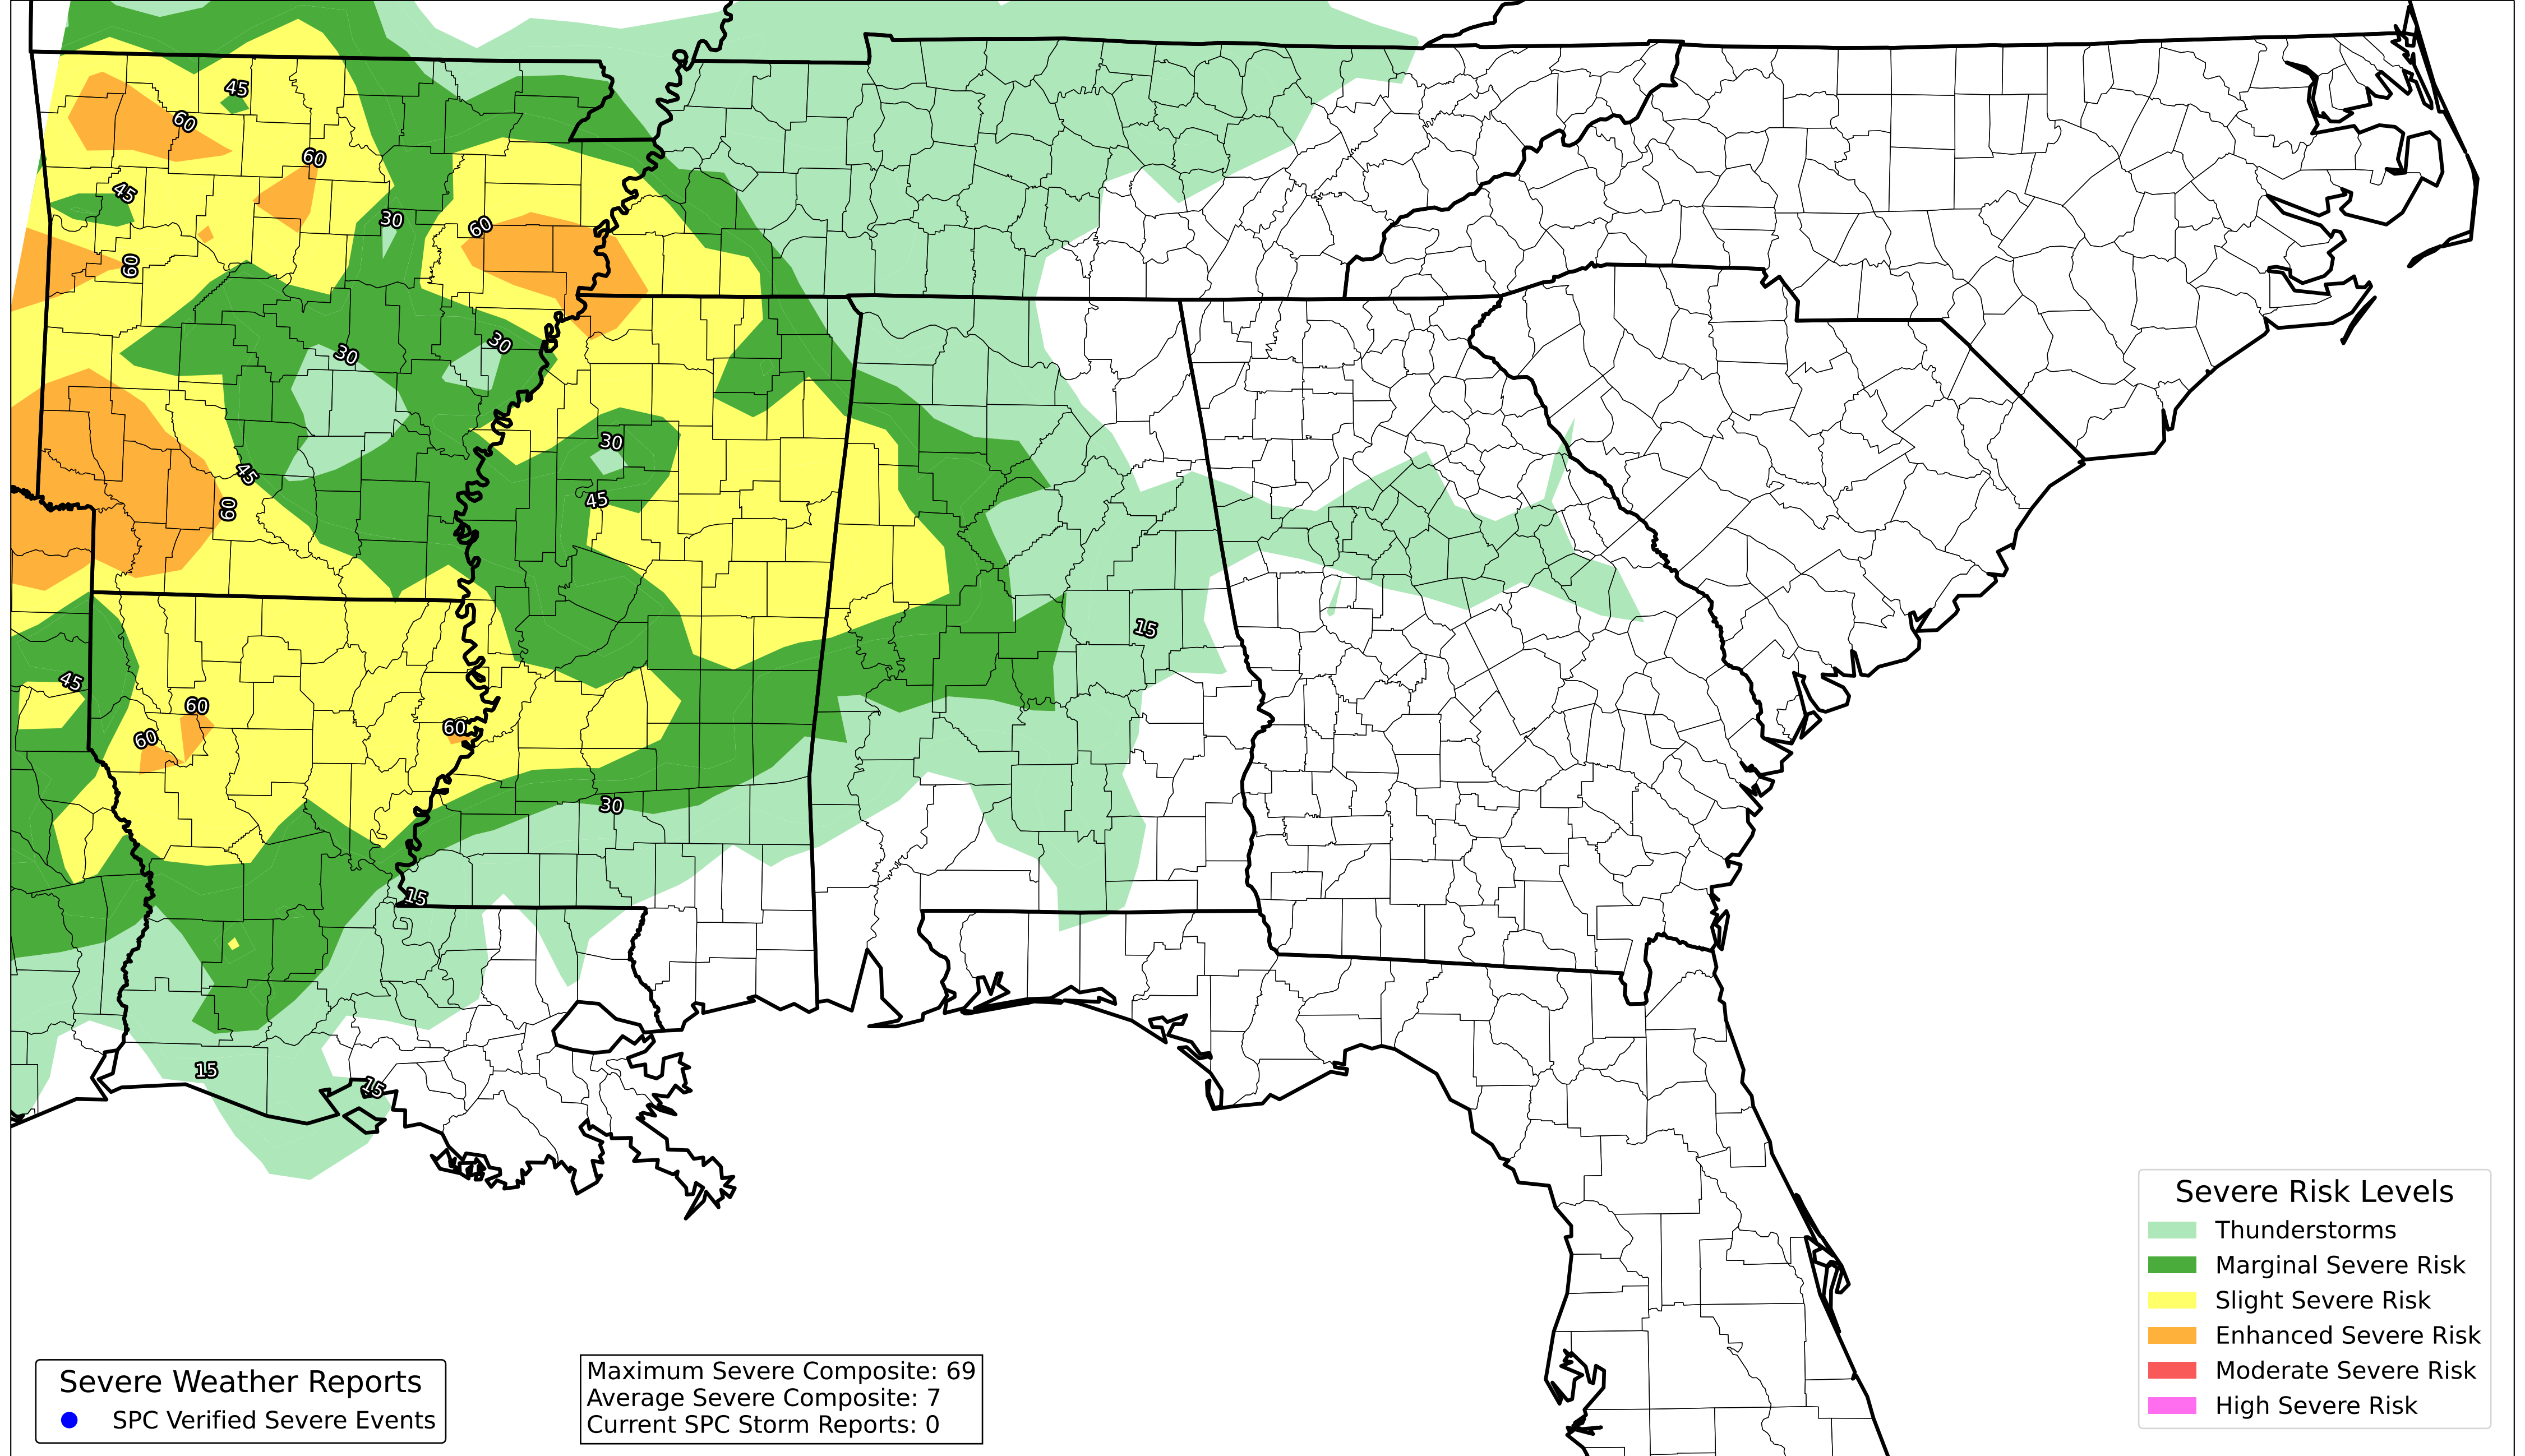 45
60
60
45
30
60
60
30
30
30
45
45
60
15
45
60
60
60
30
15
15
15
Severe Risk Levels
Thunderstorms
Marginal Severe Risk
Slight Severe Risk
Enhanced Severe Risk
Moderate Severe Risk
High Severe Risk
Severe Weather Reports
SPC Verified Severe Events
Maximum Severe Composite: 69
Average Severe Composite: 7
Current SPC Storm Reports: 0